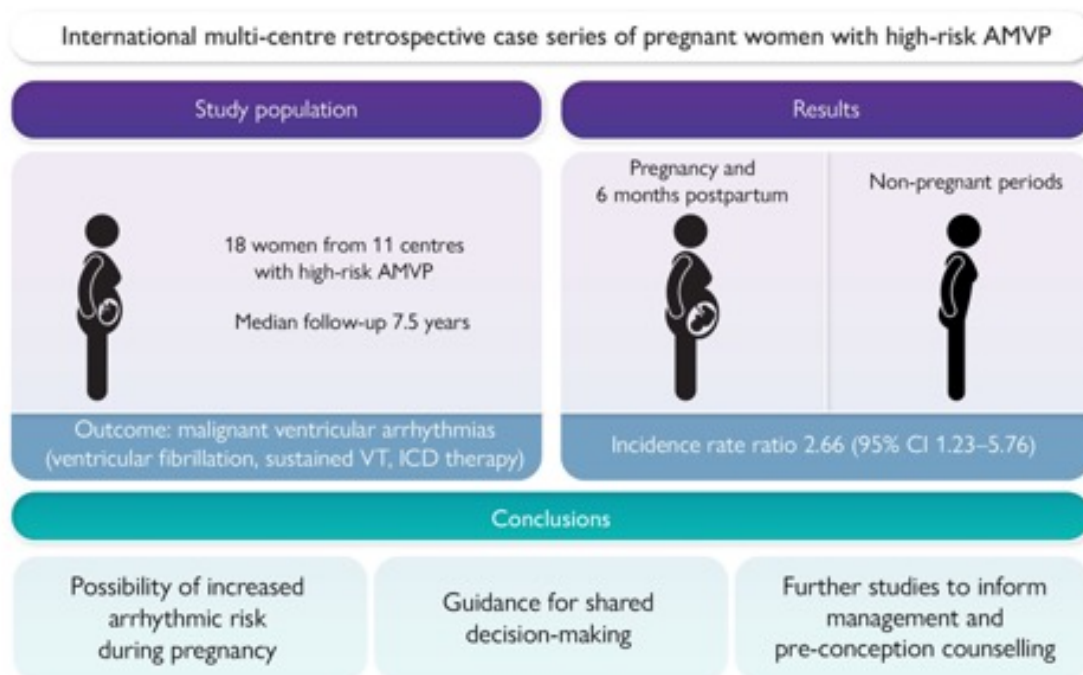 International multi-centre retrospective case series of pregnant women with high-risk AMVP
Study population
18 women from 11 centres
with high-risk AMVP
Median follow-up 7.5 years
Outcome: malignant ventricular arrhythmias
(ventricular fibrillation, sustained VT, ICD therapy)
Results
Pregnancy and
6 months postpartum
Non-pregnant periods
Incidence rate ratio 2.66 (95% CI 1.23–5.76)
Conclusions
Possibility of increased
arrhythmic risk
during pregnancy
Guidance for shared
decision-making
Further studies to inform
management and
pre-conception counselling